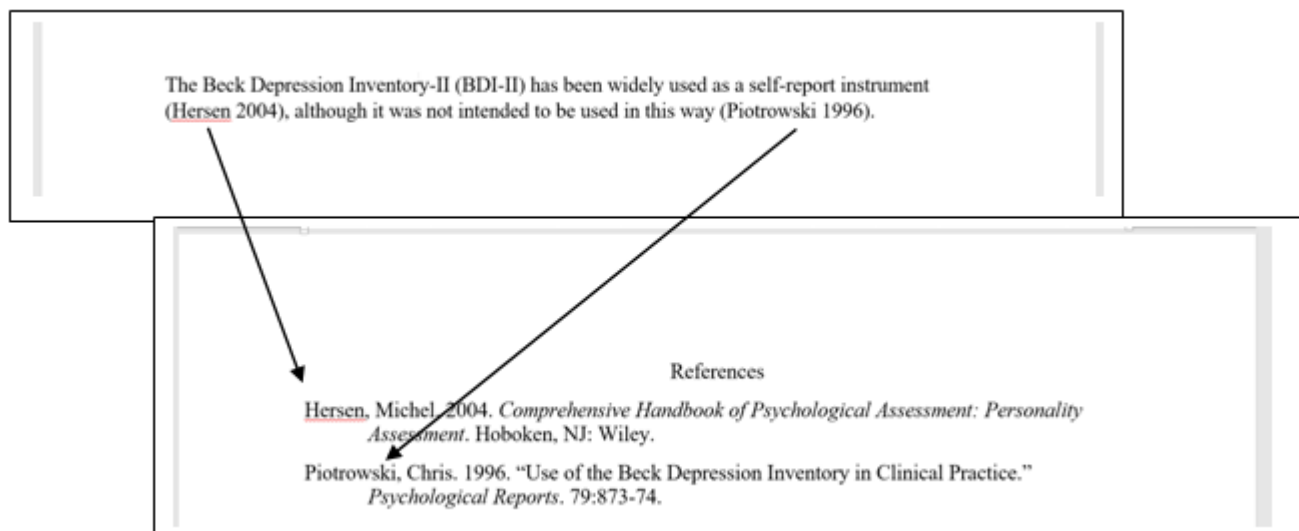 The Beck Depression Inventory-II (BDI-II) has been widely used as a self-report instrument
(Hersen 2004), although it was not intended to be used in this way (Piotrowski 1996).
References
Hersen, Michel. 2004. Comprehensive Handbook of Psychological Assessment: Personality
Assessment. Hoboken, NJ: Wiley.
Piotrowski, Chris. 1996. “Use of the Beck Depression Inventory in Clinical Practice.”
Psychological Reports. 79:873-74.